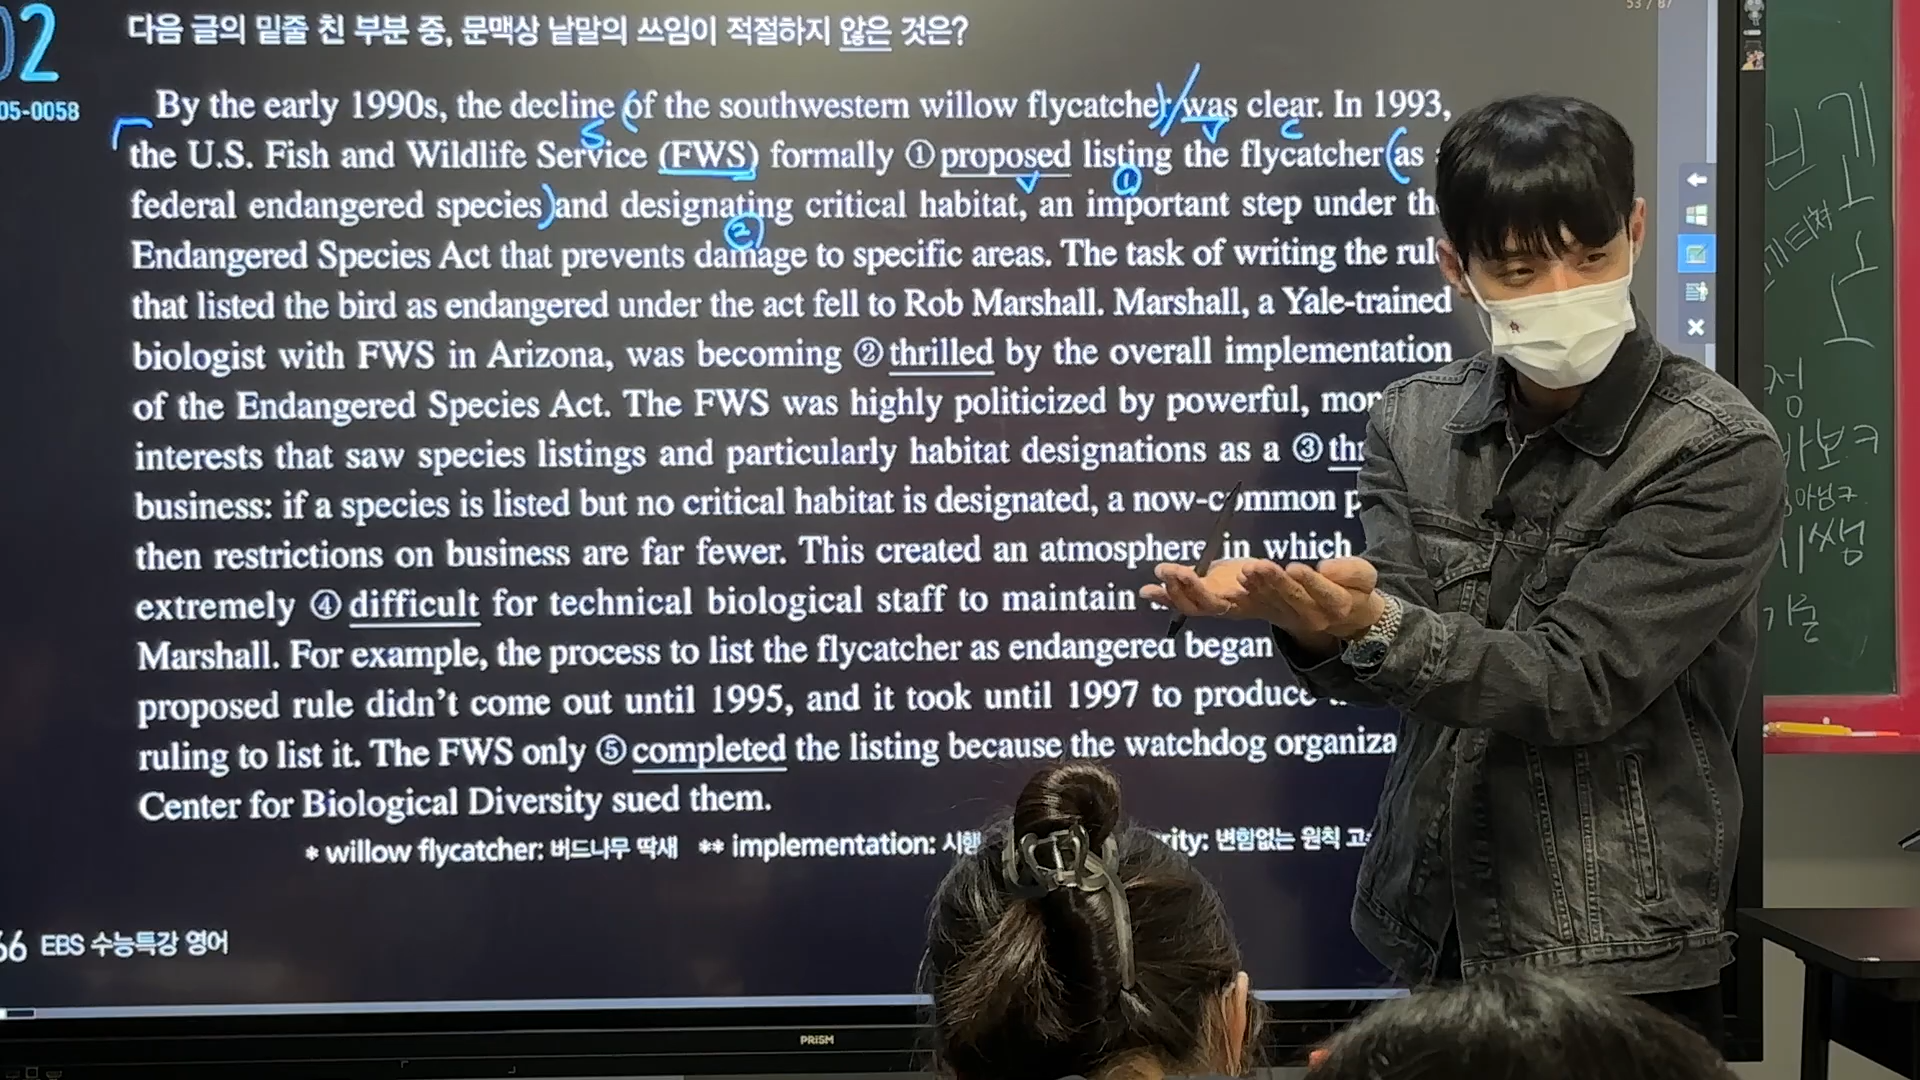 02
05-0058
53 / 87
다음 글의 밑줄 친 부분 중, 문맥상 낱말의 쓰임이 적절하지 않은 것은?
By the early 1990s, the decline of the southwestern willow flycatcher was clear. In 1993,
the U.S. Fish and Wildlife Service (FWS) formally ① proposed listing the flycatcher as
federal endangered species and designating critical habitat, an important step under
Endangered Species Act that prevents damage to specific areas. The task of writing the
that listed the bird as endangered under the act fell to Rob Marshall. Marshall, a Yale-trained
biologist with FWS in Arizona, was becoming ② thrilled by the overall implementation
of the Endangered Species Act. The FWS was highly politicized by powerful,
interests that saw species listings and particularly habitat designations as a ③
business: if a species is listed but no critical habitat is designated, a now-common
then restrictions on business are far fewer. This created an atmosphere in which
extremely ④ difficult for technical biological staff to maintain
Marshall. For example, the process to list the flycatcher as endangered began
proposed rule didn't come out until 1995, and it took until 1997 to produce
ruling to list it. The FWS only ⑤ completed the listing because the watchdog
Center for Biological Diversity sued them.
* willow flycatcher: 버드나무 딱새 ** implementation: 시행 변함없는 원칙
66 EBS 수능특강 영어
S V C
V ① ②
PRISM
정
기준